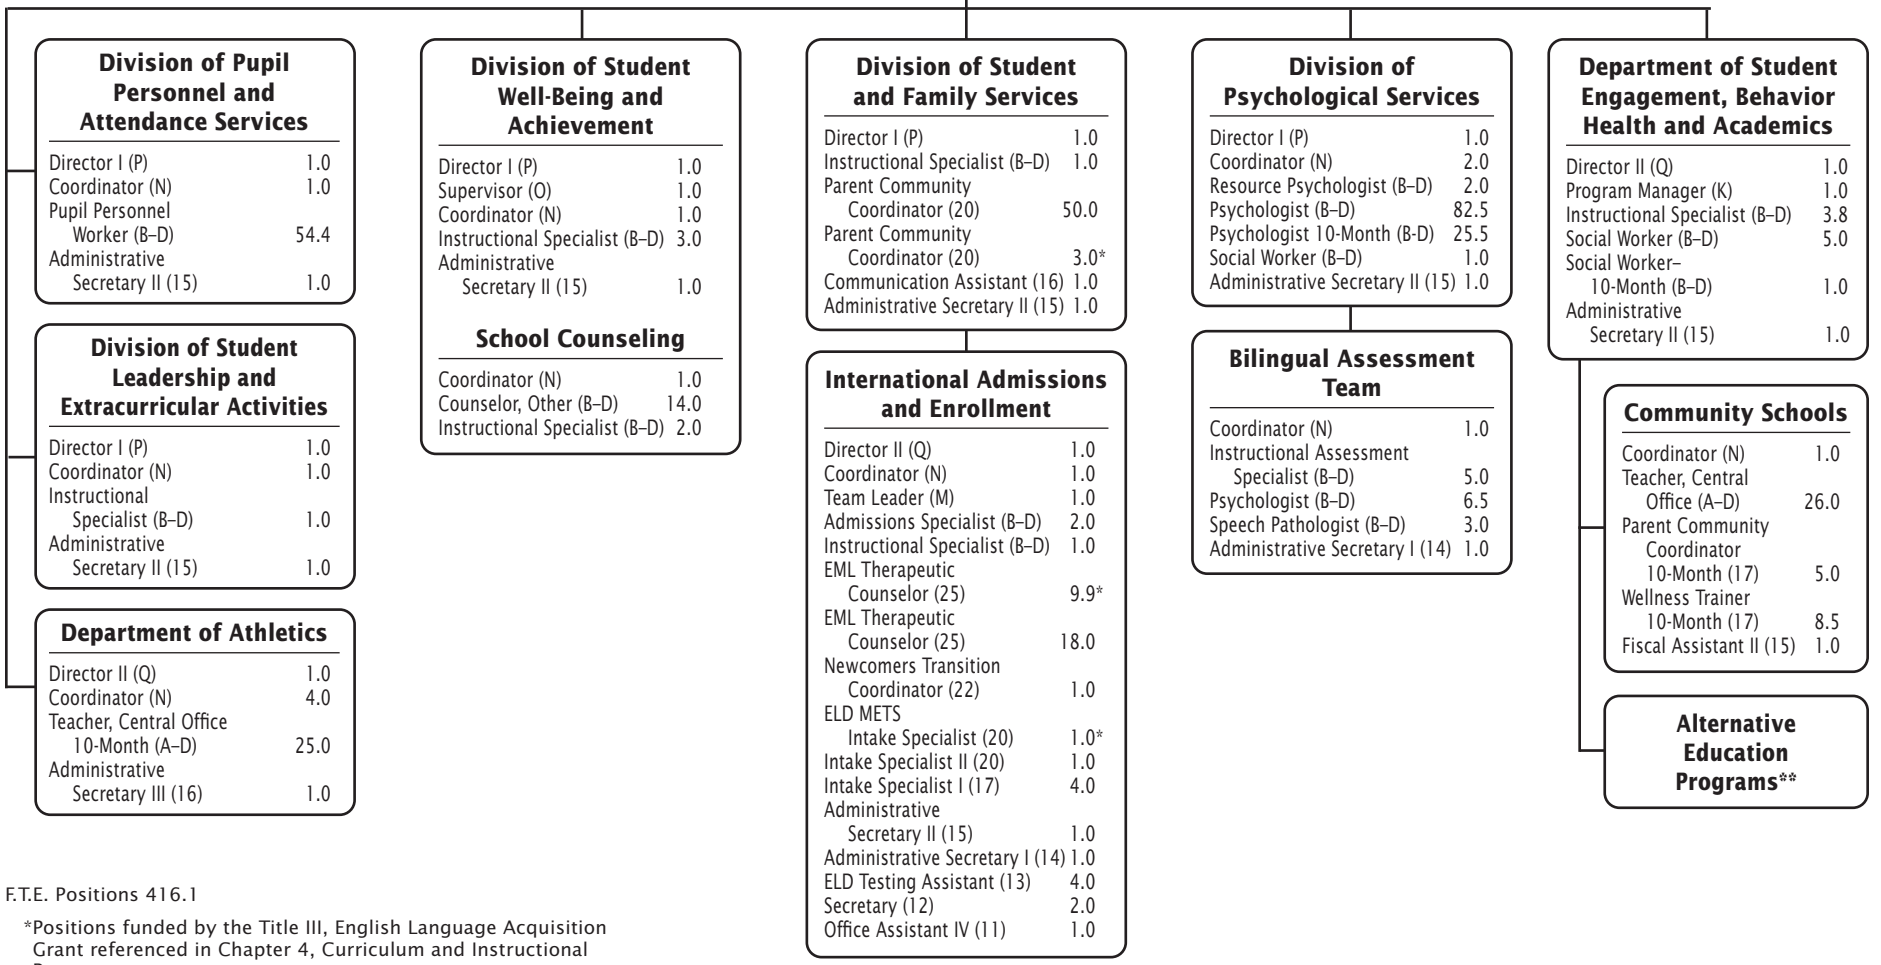 Division of Pupil
Personnel and
Attendance Services
Director I (P) 1.0
Coordinator (N) 1.0
Pupil Personnel
Worker (B–D) 54.4
Administrative
Secretary II (15) 1.0
Division of Student
Leadership and
Extracurricular Activities
Director I (P) 1.0
Coordinator (N) 1.0
Instructional
Specialist (B–D) 1.0
Administrative
Secretary II (15) 1.0
Department of Athletics
Director II (Q) 1.0
Coordinator (N) 4.0
Teacher, Central Office
10-Month (A–D) 25.0
Administrative
Secretary III (16) 1.0
Division of Student
Well-Being and
Achievement
Director I (P) 1.0
Supervisor (O) 1.0
Coordinator (N) 1.0
Instructional Specialist (B–D) 3.0
Administrative
Secretary II (15) 1.0
School Counseling
Coordinator (N) 1.0
Counselor, Other (B–D) 14.0
Instructional Specialist (B–D) 2.0
Division of Student
and Family Services
Director I (P) 1.0
Instructional Specialist (B–D) 1.0
Parent Community
Coordinator (20) 50.0
Parent Community
Coordinator (20) 3.0*
Communication Assistant (16) 1.0
Administrative Secretary II (15) 1.0
International Admissions
and Enrollment
Director II (Q) 1.0
Coordinator (N) 1.0
Team Leader (M) 1.0
Admissions Specialist (B–D) 2.0
Instructional Specialist (B–D) 1.0
EML Therapeutic
Counselor (25) 9.9*
EML Therapeutic
Counselor (25) 18.0
Newcomers Transition
Coordinator (22) 1.0
ELD METS
Intake Specialist (20) 1.0*
Intake Specialist II (20) 1.0
Intake Specialist I (17) 4.0
Administrative
Secretary II (15) 1.0
Administrative Secretary I (14) 1.0
ELD Testing Assistant (13) 4.0
Secretary (12) 2.0
Office Assistant IV (11) 1.0
Division of
Psychological Services
Director I (P) 1.0
Coordinator (N) 2.0
Resource Psychologist (B–D) 2.0
Psychologist (B–D) 82.5
Psychologist 10-Month (B-D) 25.5
Social Worker (B–D) 1.0
Administrative Secretary II (15) 1.0
Bilingual Assessment
Team
Coordinator (N) 1.0
Instructional Assessment
Specialist (B–D) 5.0
Psychologist (B–D) 6.5
Speech Pathologist (B–D) 3.0
Administrative Secretary I (14) 1.0
Department of Student
Engagement, Behavior
Health and Academics
Director II (Q) 1.0
Program Manager (K) 1.0
Instructional Specialist (B–D) 3.8
Social Worker (B–D) 5.0
Social Worker–
10-Month (B–D) 1.0
Administrative
Secretary II (15) 1.0
Community Schools
Coordinator (N) 1.0
Teacher, Central
Office (A–D) 26.0
Parent Community
Coordinator
10-Month (17) 5.0
Wellness Trainer
10-Month (17) 8.5
Fiscal Assistant II (15) 1.0
Alternative
Education
Programs**
F.T.E. Positions 416.1
*Positions funded by the Title III, English Language Acquisition
Grant referenced in Chapter 4, Curriculum and Instructional